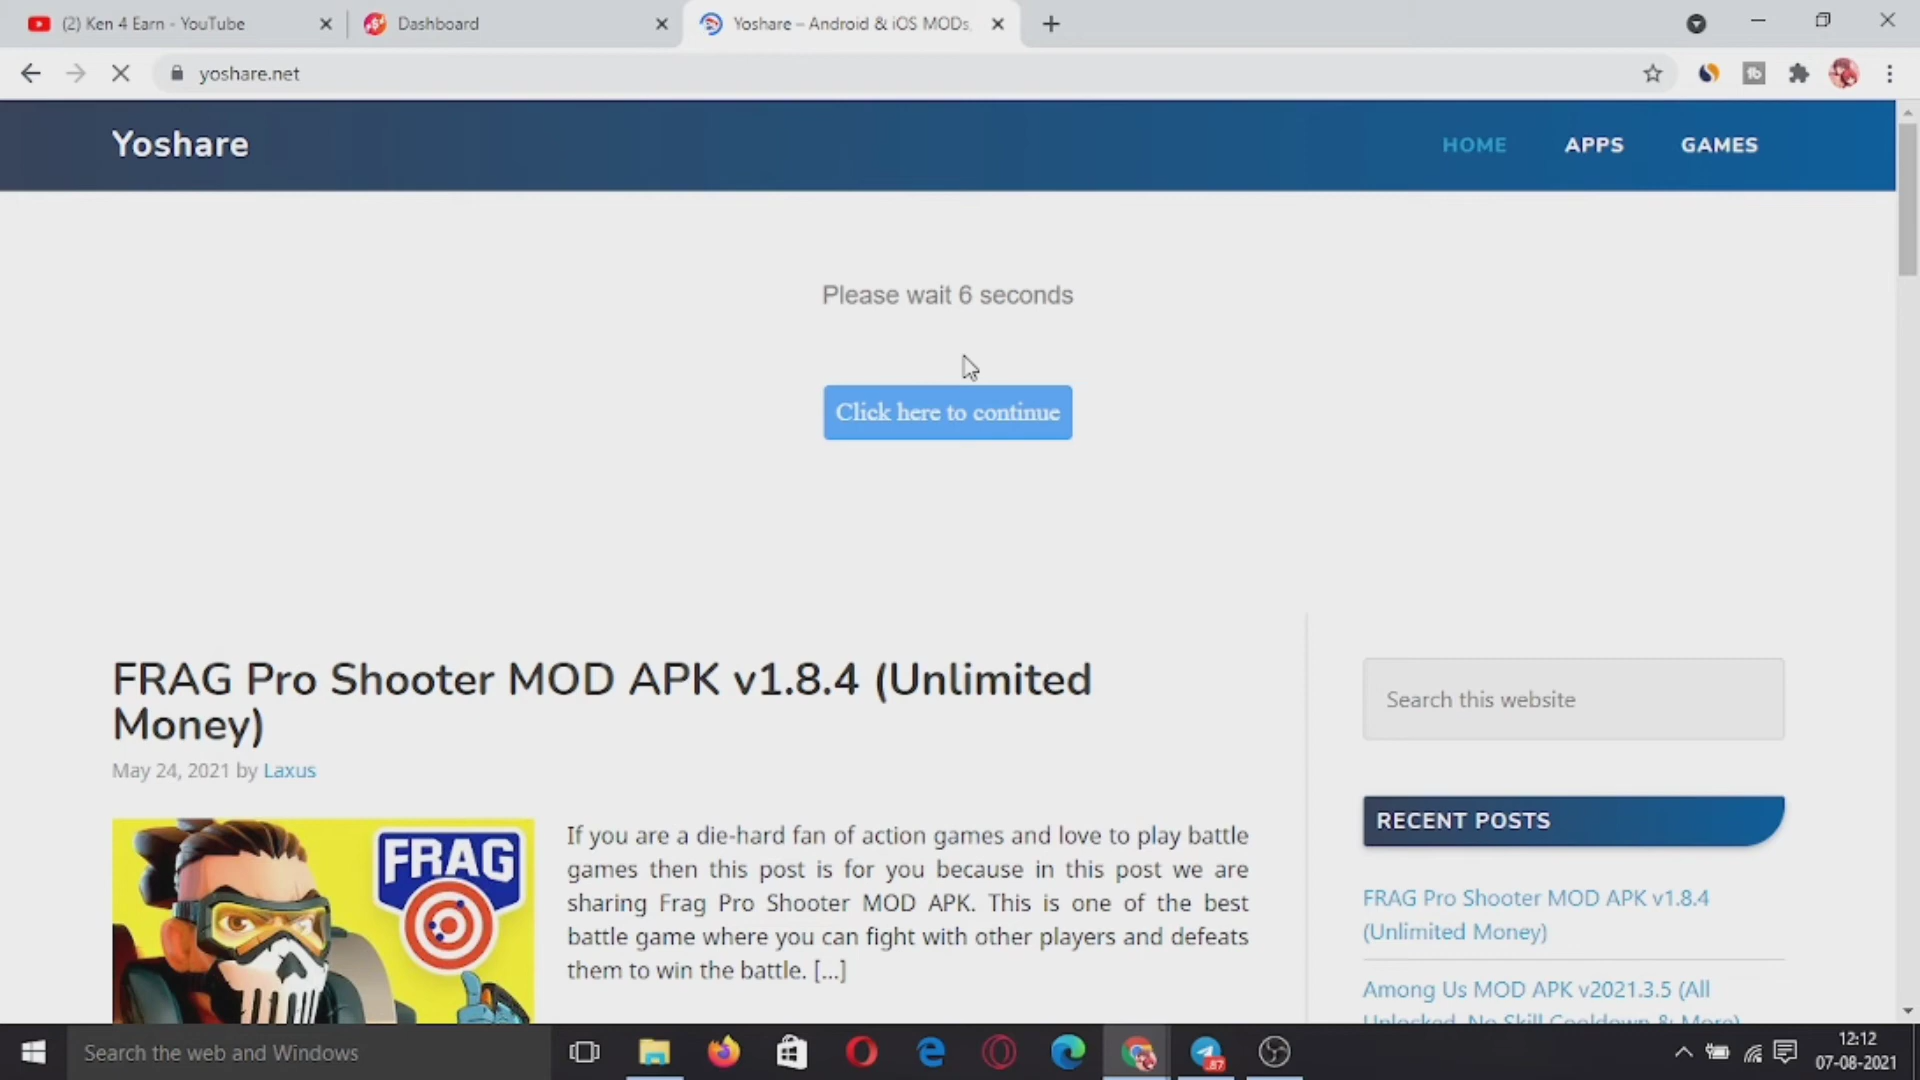 (2) Ken 4 Earn - YouTube
Dashboard
Yoshare – Android & iOS MODs,
yoshare.net
Yoshare
HOME
APPS
GAMES
Please wait 6 seconds
Click here to continue
FRAG Pro Shooter MOD APK v1.8.4 (Unlimited
Money)
May 24, 2021 by Laxus
FRAG
If you are a die-hard fan of action games and love to play battle
games then this post is for you because in this post we are
sharing Frag Pro Shooter MOD APK. This is one of the best
battle game where you can fight with other players and defeats
them to win the battle. [...]
Search this website
RECENT POSTS
FRAG Pro Shooter MOD APK v1.8.4
(Unlimited Money)
Among Us MOD APK v2021.3.5 (All
Unlocked, No Skill Cooldown & More)
Search the web and Windows
87
12:12
07-08-2021